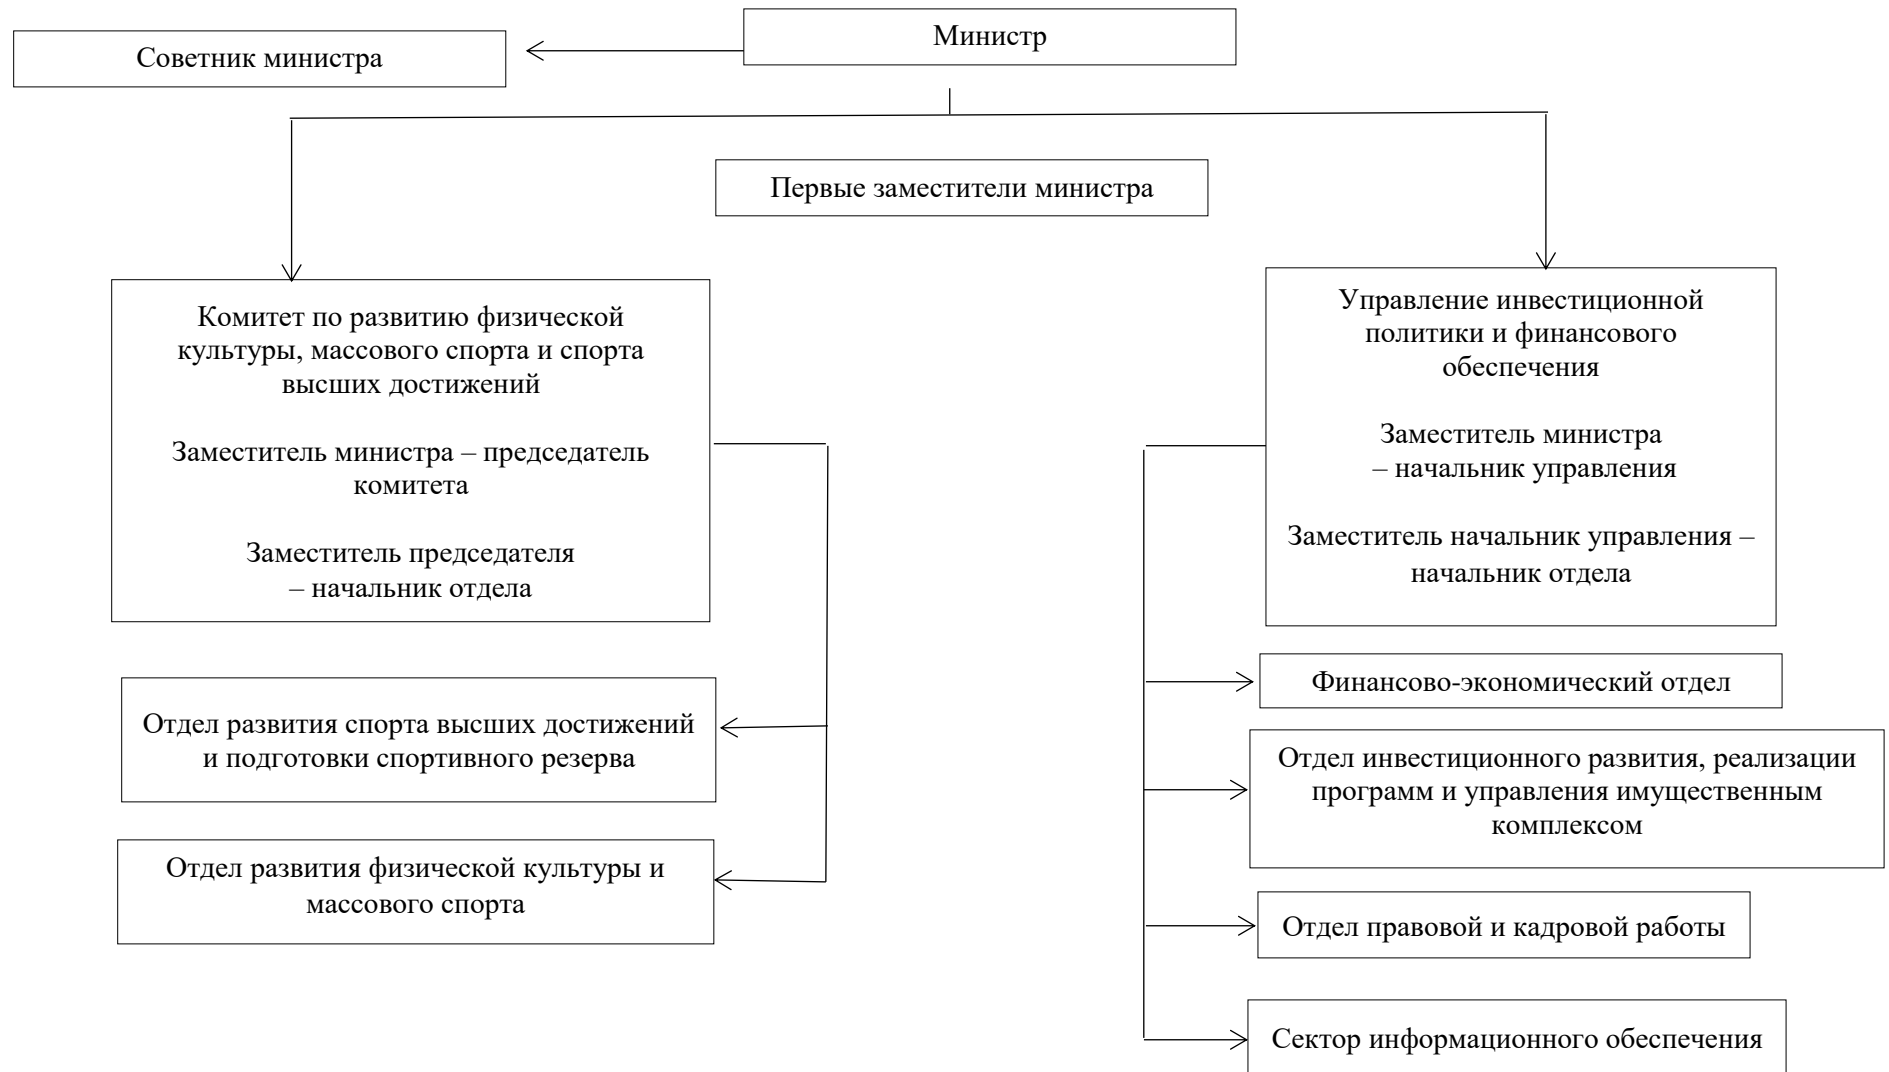 Министр
Советник министра
Первые заместители министра
Комитет по развитию физической
культуры, массового спорта и спорта
высших достижений
Заместитель министра – председатель
комитета
Заместитель председателя
– начальник отдела
Управление инвестиционной
политики и финансового
обеспечения
Заместитель министра
– начальник управления
Заместитель начальник управления –
начальник отдела
Отдел развития спорта высших достижений
и подготовки спортивного резерва
Отдел развития физической культуры и
массового спорта
Финансово-экономический отдел
Отдел инвестиционного развития, реализации
программ и управления имущественным
комплексом
Отдел правовой и кадровой работы
Сектор информационного обеспечения